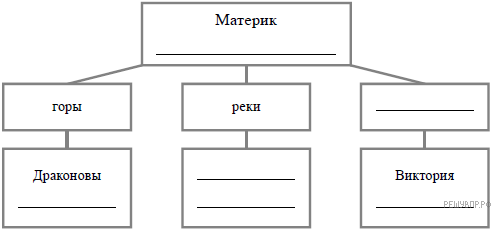 Материк
горы
реки
Драконовы
Виктория
РЕШУВПР.РФ